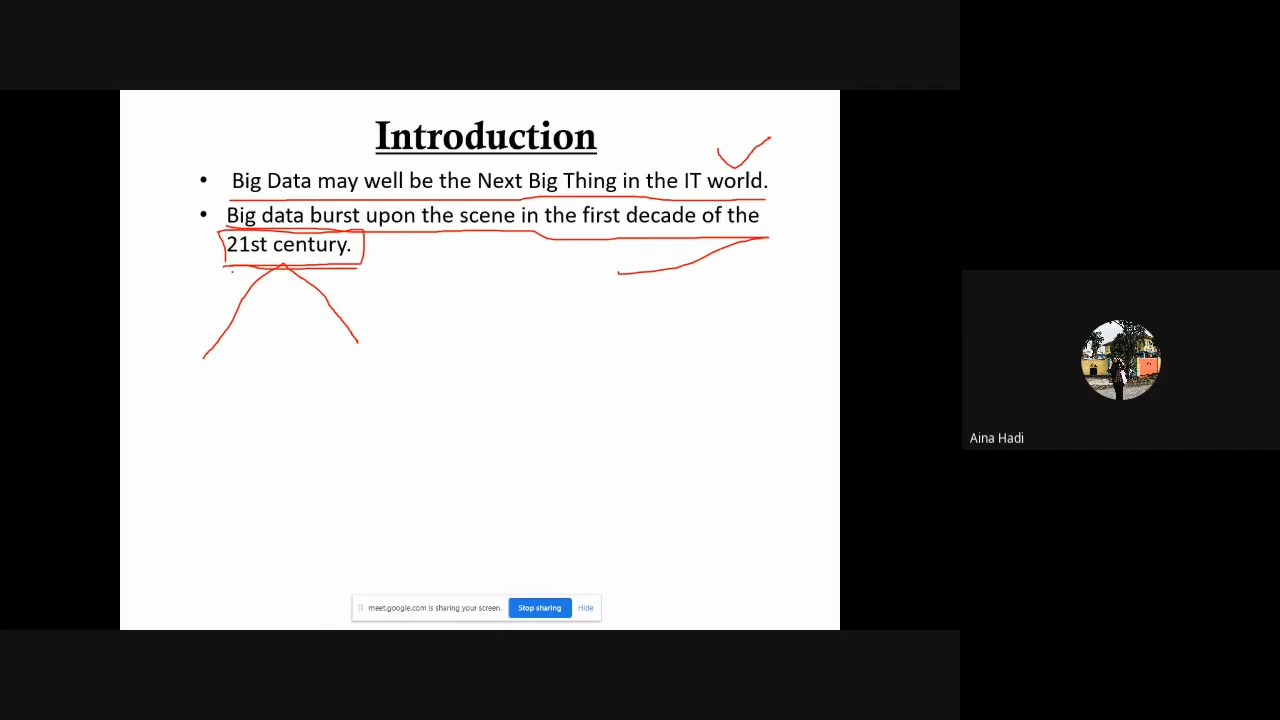 Introduction
• Big Data may well be the Next Big Thing in the IT world.
• Big data burst upon the scene in the first decade of the
21st century.
Aina Hadi
meet.google.com is sharing your screen. Stop sharing Hide